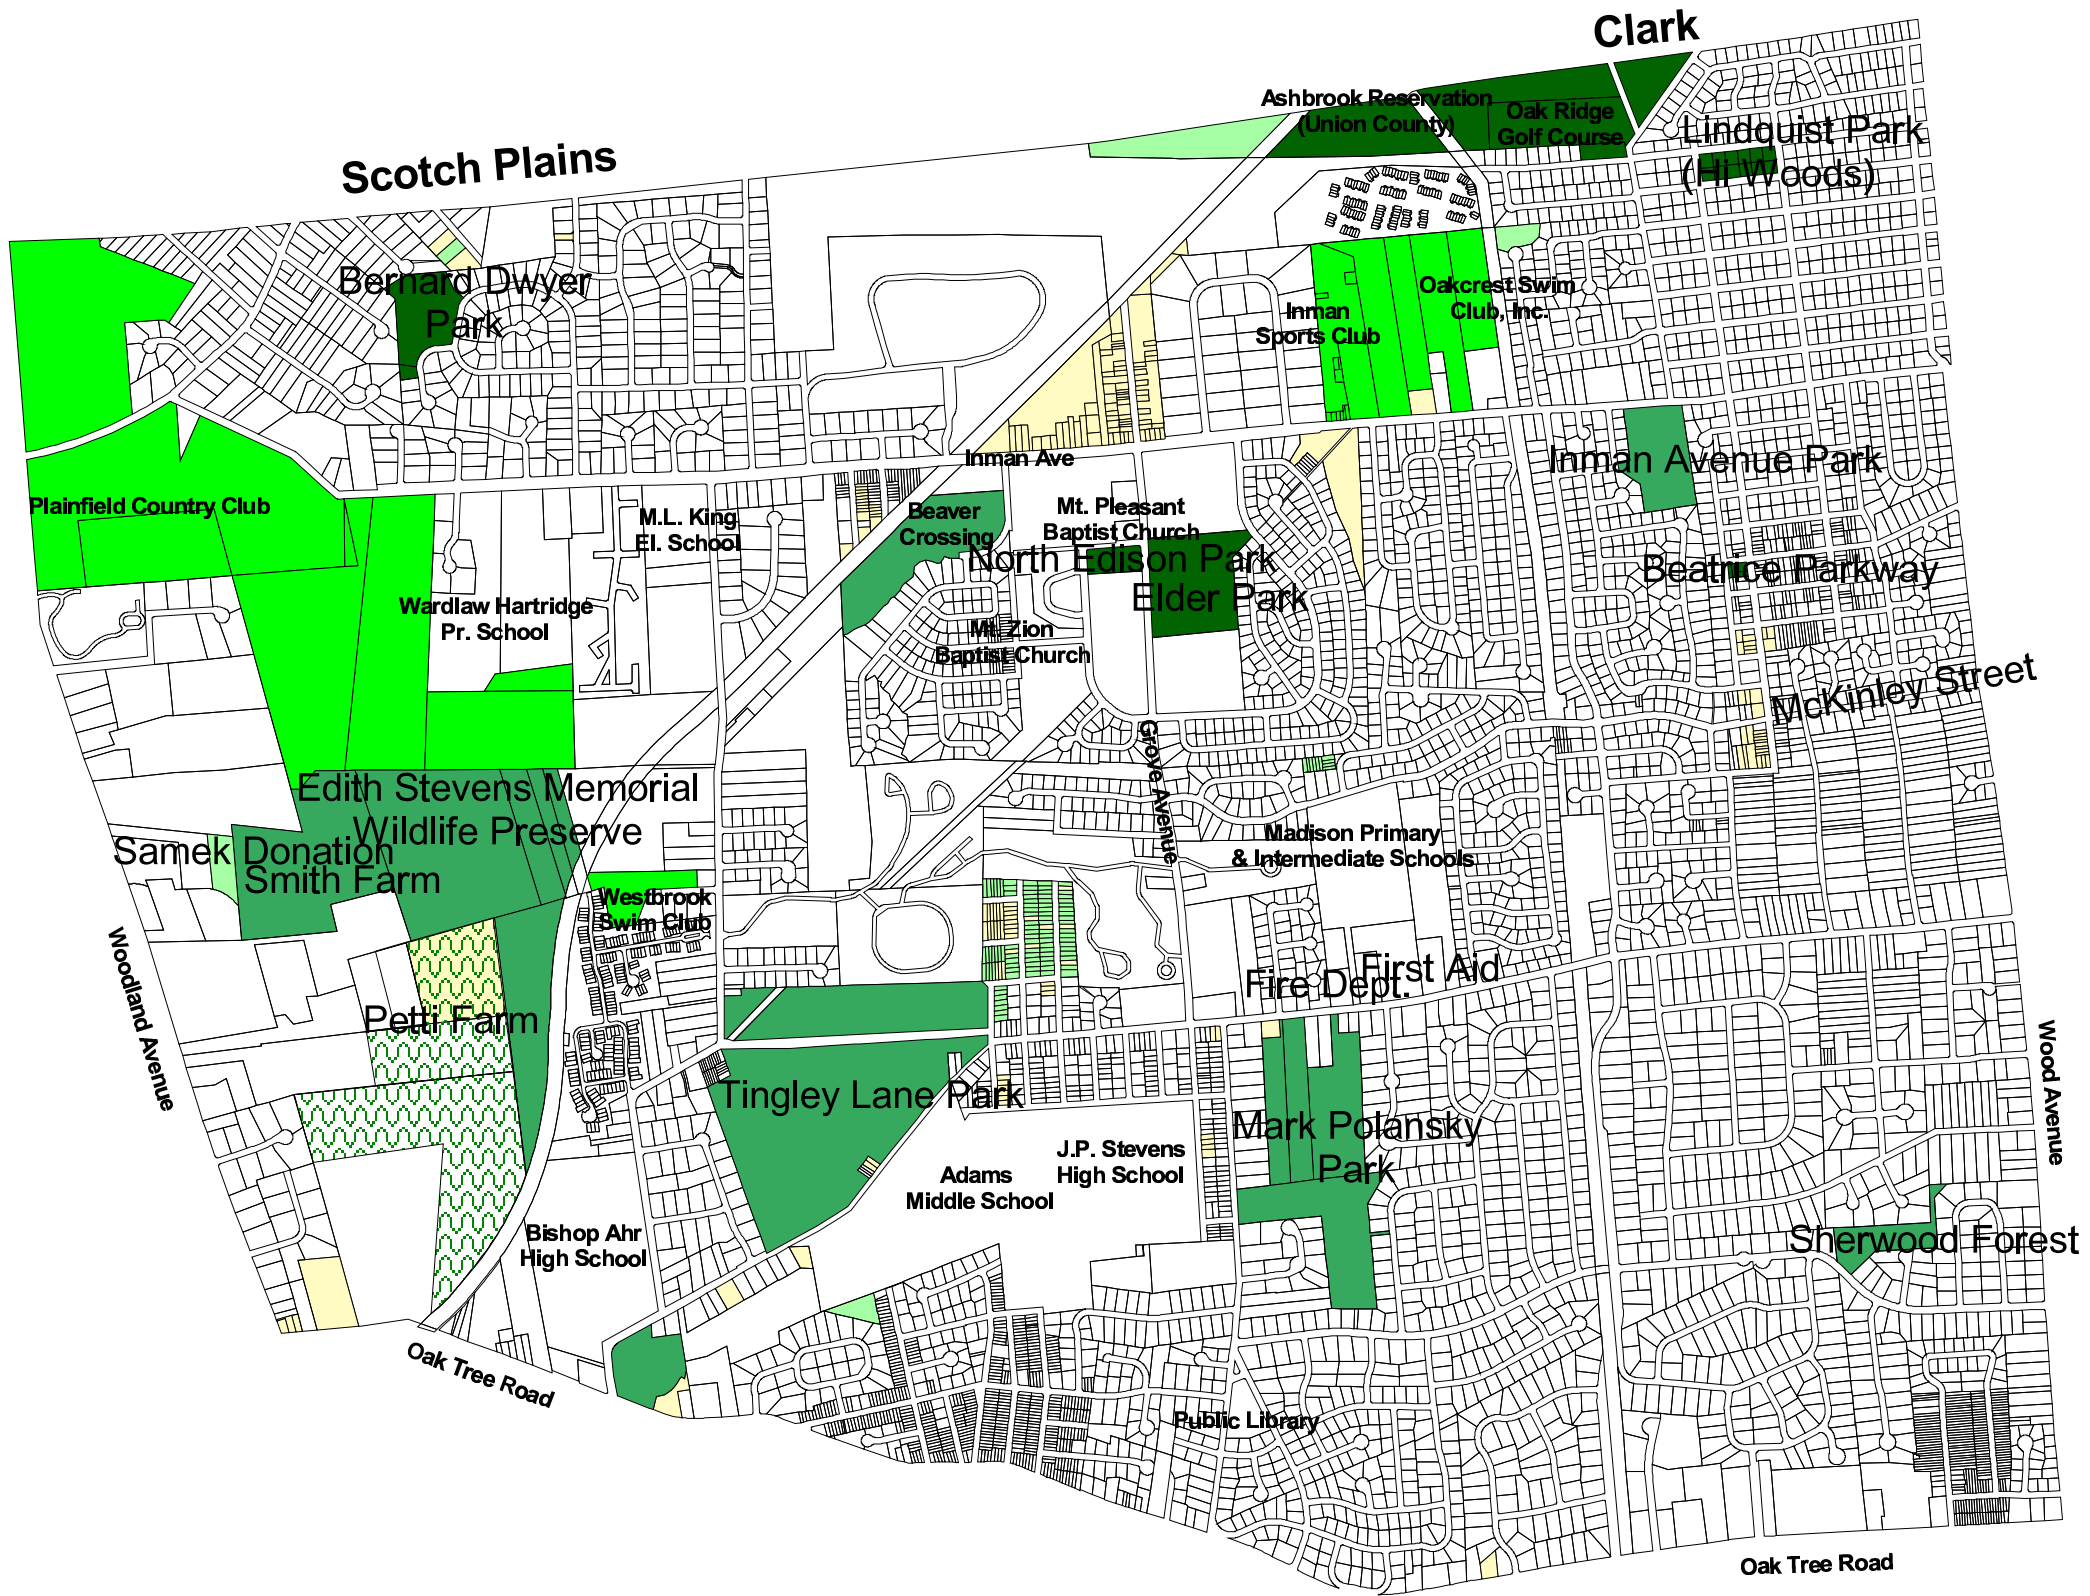 Clark
Scotch Plains
Ashbrook Reservation
(Union County)
Oak Ridge
Golf Course
Lindquist Park
(Hi Woods)
Bernard Dwyer
Park
Inman
Sports Club
Oakcrest Swim
Club, Inc.
Inman Ave
Inman Avenue Park
Plainfield Country Club
M.L. King
El. School
Beaver
Crossing
Mt. Pleasant
Baptist Church
North Edison Park
Elder Park
Beatrice Parkway
Wardlaw Hartridge
Pr. School
Mt. Zion
Baptist Church
McKinley Street
Grove Avenue
Edith Stevens Memorial
Wildlife Preserve
Samek Donation
Smith Farm
Madison Primary
& Intermediate Schools
Westbrook
Swim Club
Woodland Avenue
First Aid
Fire Dept.
Petti Farm
Wood Avenue
Tingley Lane Park
Mark Polansky
Park
J.P. Stevens
High School
Adams
Middle School
Bishop Ahr
High School
Sherwood Forest
Oak Tree Road
Public Library
Oak Tree Road